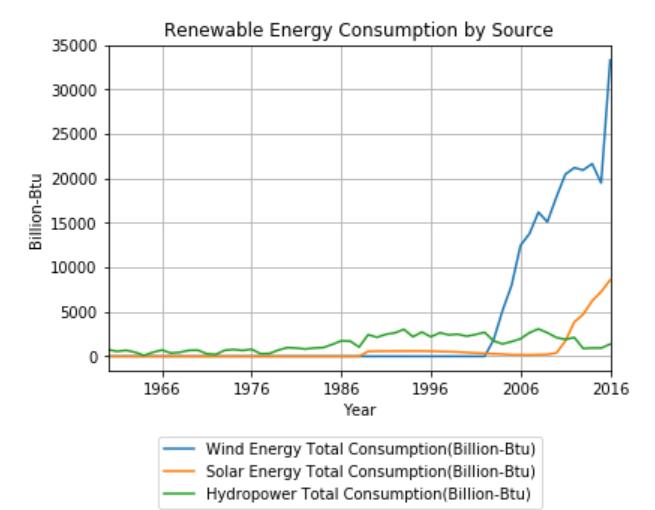 Renewable Energy Consumption by Source
35000
30000
25000
20000
15000
10000
5000
0
Billion-Btu
1966 1976 1986 1996 2006 2016
Year
Wind Energy Total Consumption(Billion-Btu)
Solar Energy Total Consumption(Billion-Btu)
Hydropower Total Consumption(Billion-Btu)